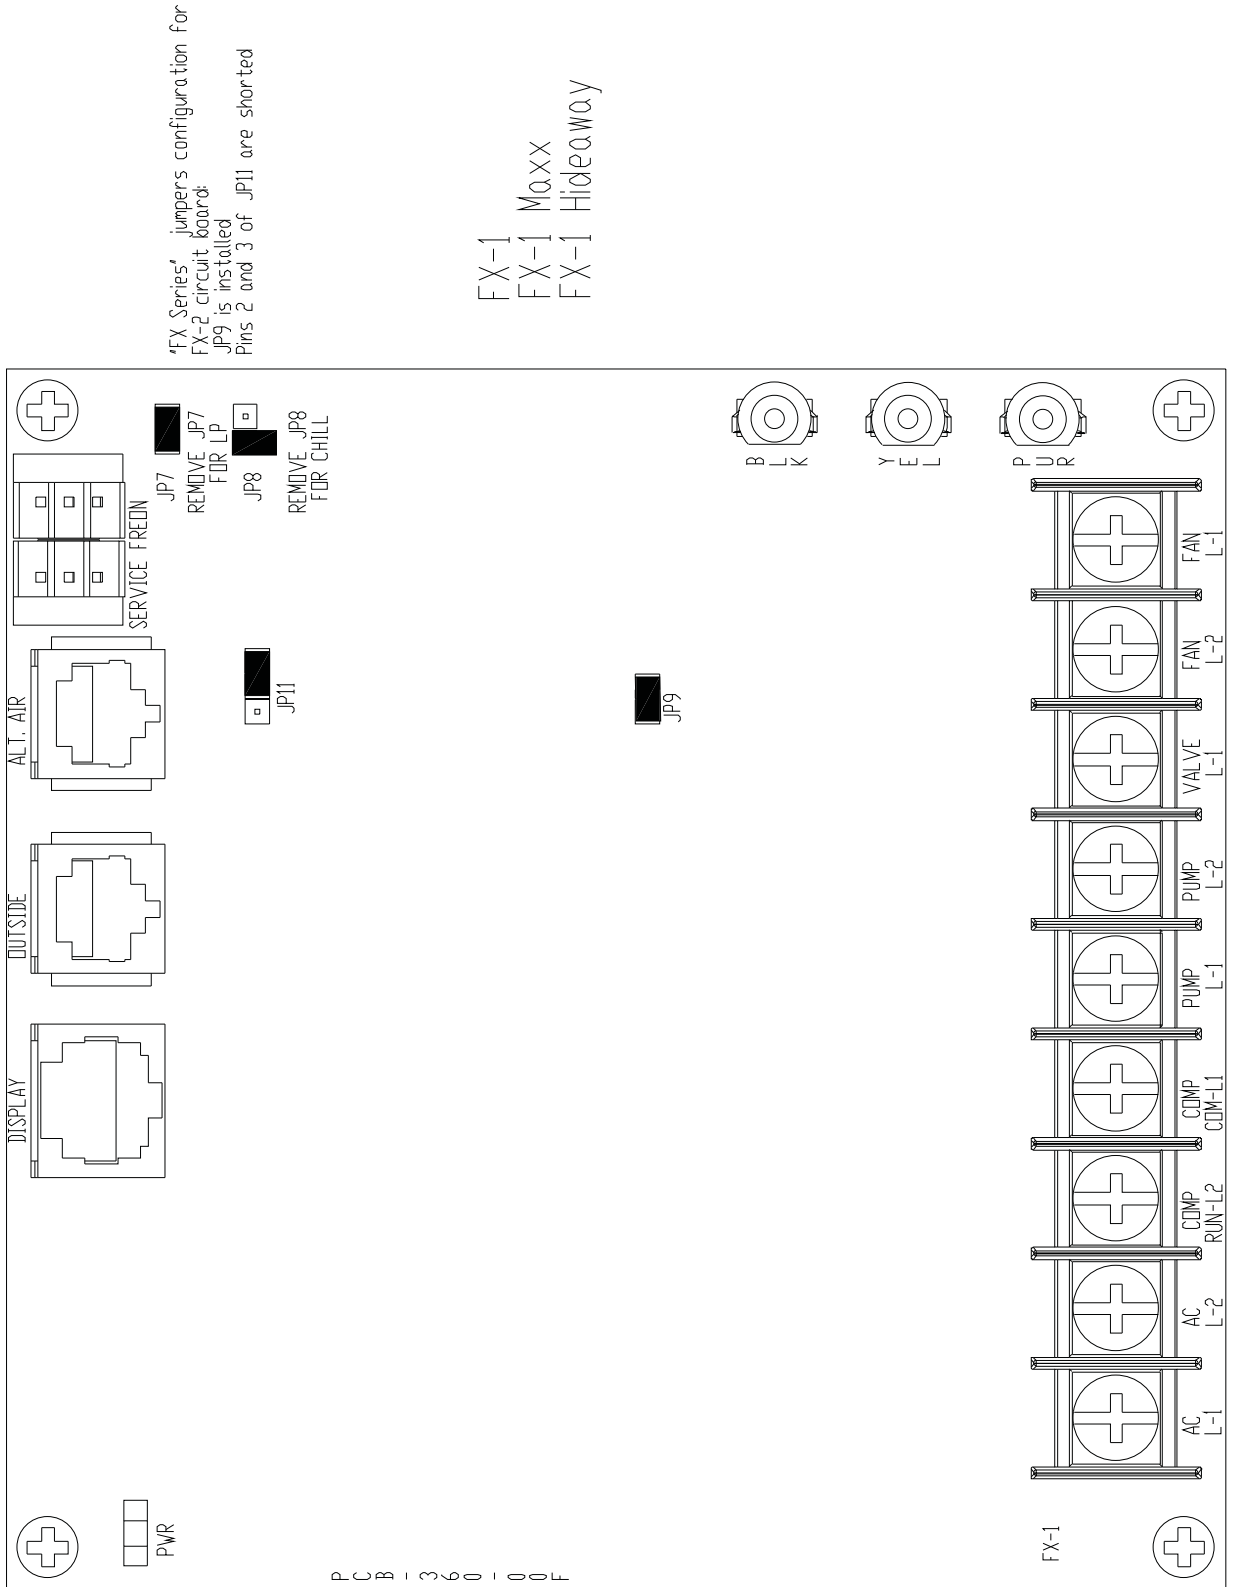 "FX Series" jumpers configuration for
FX-2 circuit board:
JP9 is installed
Pins 2 and 3 of JP11 are shorted
FX-1
FX-1 Maxx
FX-1 Hideaway
PWR
DISPLAY
OUTSIDE
ALT. AIR
SERVICE FREON
JP7
REMOVE JP7
FOR LP
JP8
REMOVE JP8
FOR CHILL
JP11
JP9
PCB-360-00F
BLK
YEL
PUR
FX-1
AC
L-1
AC
L-2
COMP
RUN-L2
COMP
COM-L1
PUMP
L-1
PUMP
L-2
VALVE
L-1
FAN
L-2
FAN
L-1